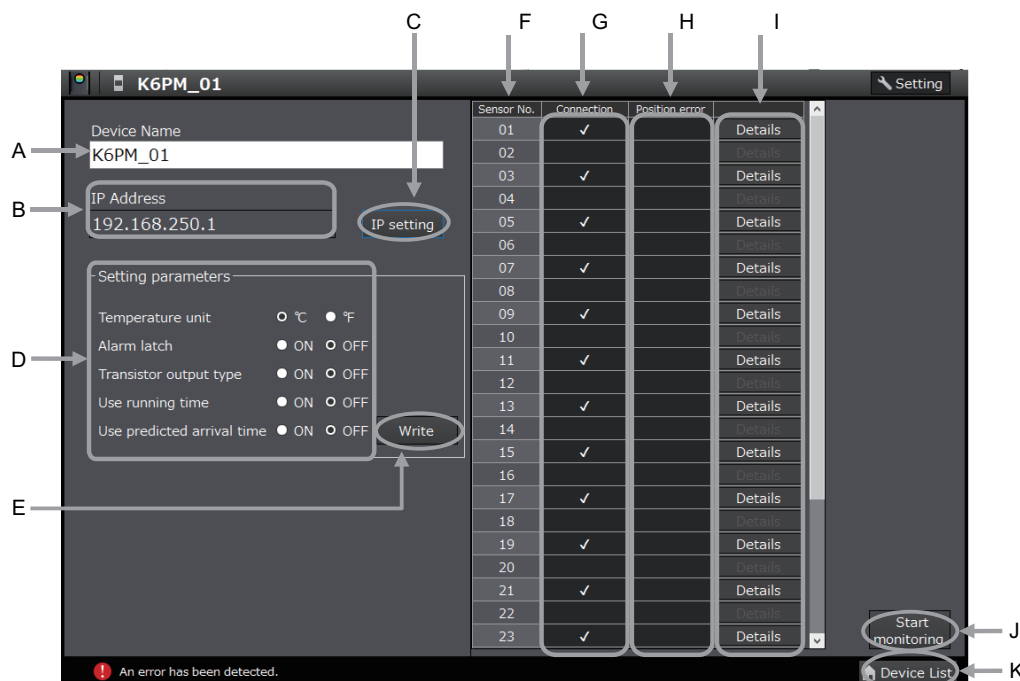 C F G H I
K6PM_01 Setting
Sensor No. Connection Position error
Device Name
A K6PM_01
B IP Address
192.168.250.1 IP setting
Setting parameters
Temperature unit ℃ ℉
D Alarm latch ON OFF
Transistor output type ON OFF
Use running time ON OFF
Use predicted arrival time ON OFF Write
E
01 ✓ Details
02 Details
03 ✓ Details
04 Details
05 ✓ Details
06 Details
07 ✓ Details
08 Details
09 ✓ Details
10 Details
11 ✓ Details
12 Details
13 ✓ Details
14 Details
15 ✓ Details
16 Details
17 ✓ Details
18 Details
19 ✓ Details
20 Details
21 ✓ Details
22 Details
23 ✓ Details
Start
monitoring J
An error has been detected. Device List K